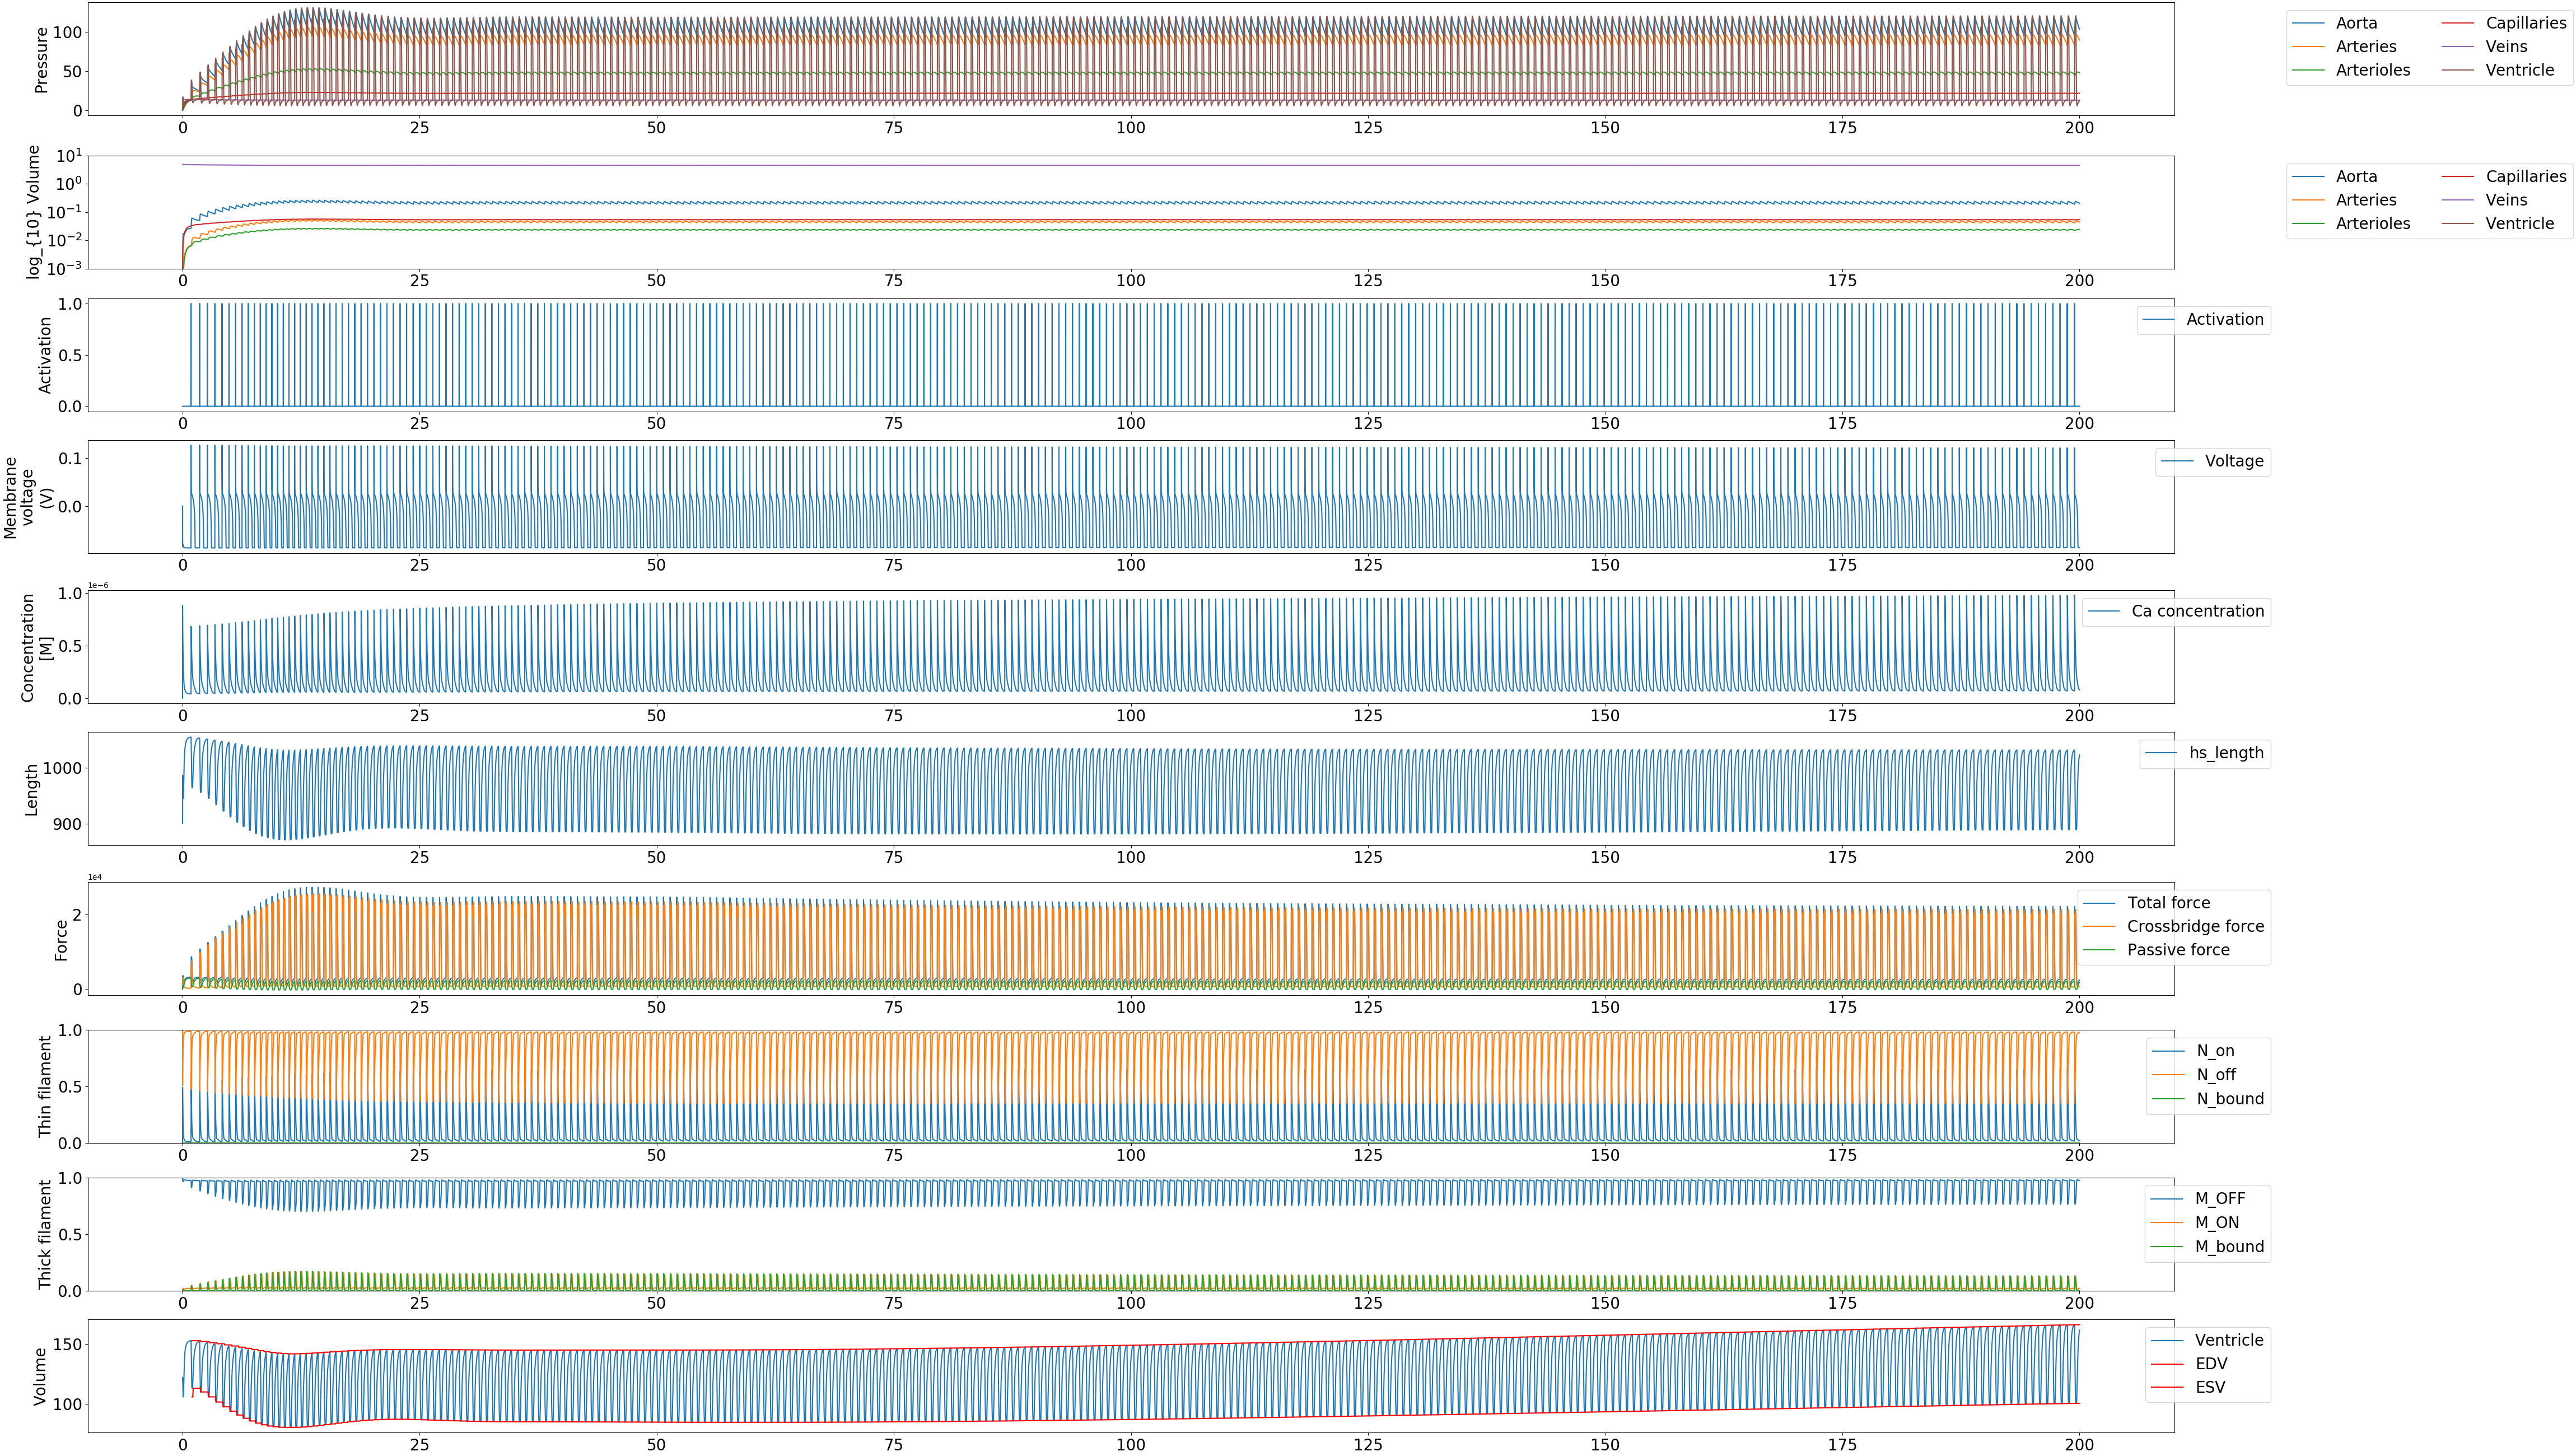 Pressure
100
50
0
0 25 50 75 100 125 150 175 200
Aorta Capillaries
Arteries Veins
Arterioles Ventricle
log_{10} Volume
10^1
10^0
10^-1
10^-2
10^-3
0 25 50 75 100 125 150 175 200
Aorta Capillaries
Arteries Veins
Arterioles Ventricle
Activation
1.0
0.5
0.0
0 25 50 75 100 125 150 175 200
Activation
Membrane
voltage
(V)
0.1
0.0
0 25 50 75 100 125 150 175 200
Voltage
Concentration
[M]
1e−6
1.0
0.5
0.0
0 25 50 75 100 125 150 175 200
Ca concentration
Length
1000
900
0 25 50 75 100 125 150 175 200
hs_length
Force
1e4
2
0
0 25 50 75 100 125 150 175 200
Total force
Crossbridge force
Passive force
Thin filament
1.0
0.5
0.0
0 25 50 75 100 125 150 175 200
N_on
N_off
N_bound
Thick filament
1.0
0.5
0.0
0 25 50 75 100 125 150 175 200
M_OFF
M_ON
M_bound
Volume
150
100
0 25 50 75 100 125 150 175 200
Ventricle
EDV
ESV